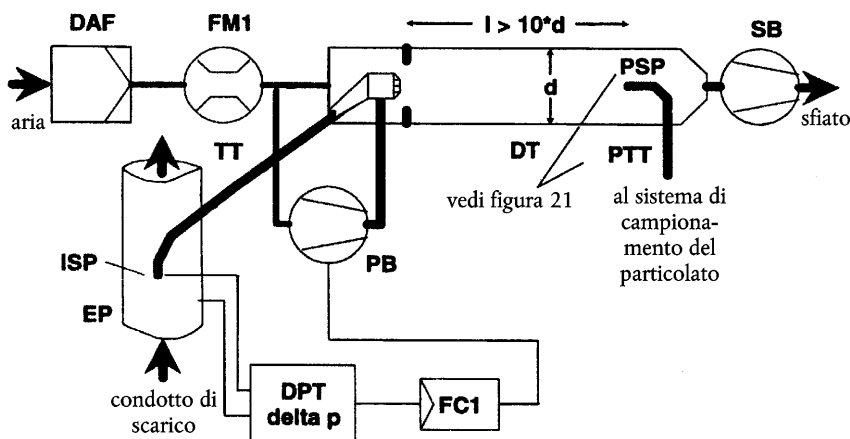 DAF
FM1
l > 10*d
SB
PSP
d
aria
sfiato
TT
DT
PTT
vedi figura 21
al sistema di
campiona-
mento del
particolato
ISP
PB
EP
condotto di
scarico
DPT
delta p
FC1